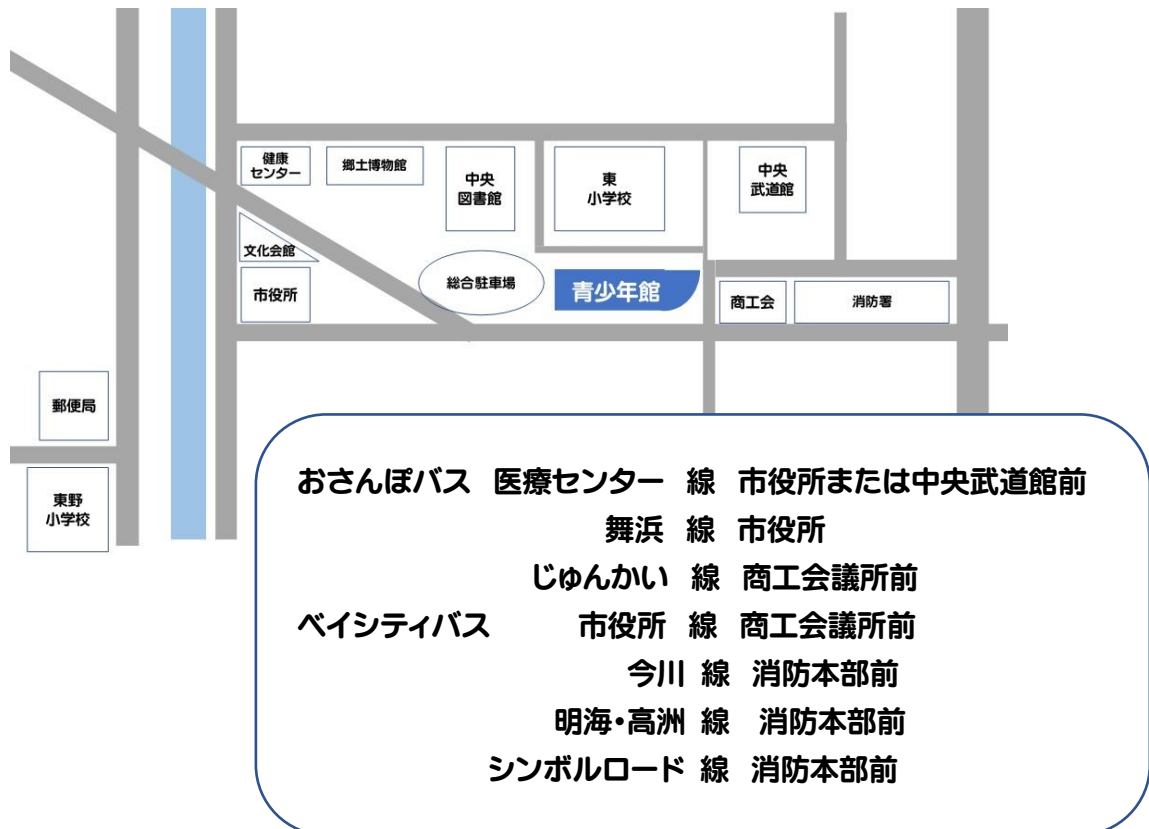 健康
センター
郷土博物館
中央
図書館
東
小学校
中央
武道館
文化会館
市役所
総合駐車場
青少年館
商工会
消防署
郵便局
東野
小学校
おさんぽバス 医療センター 線 市役所または中央武道館前
舞浜 線 市役所
じゅんかい 線 商工会議所前
ベイシティバス 市役所 線 商工会議所前
今川 線 消防本部前
明海・高洲 線 消防本部前
シンボルロード 線 消防本部前